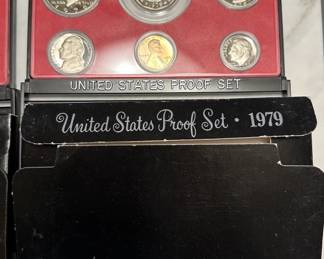 UNITED STATES PROOF SET
United States Proof Set · 1979